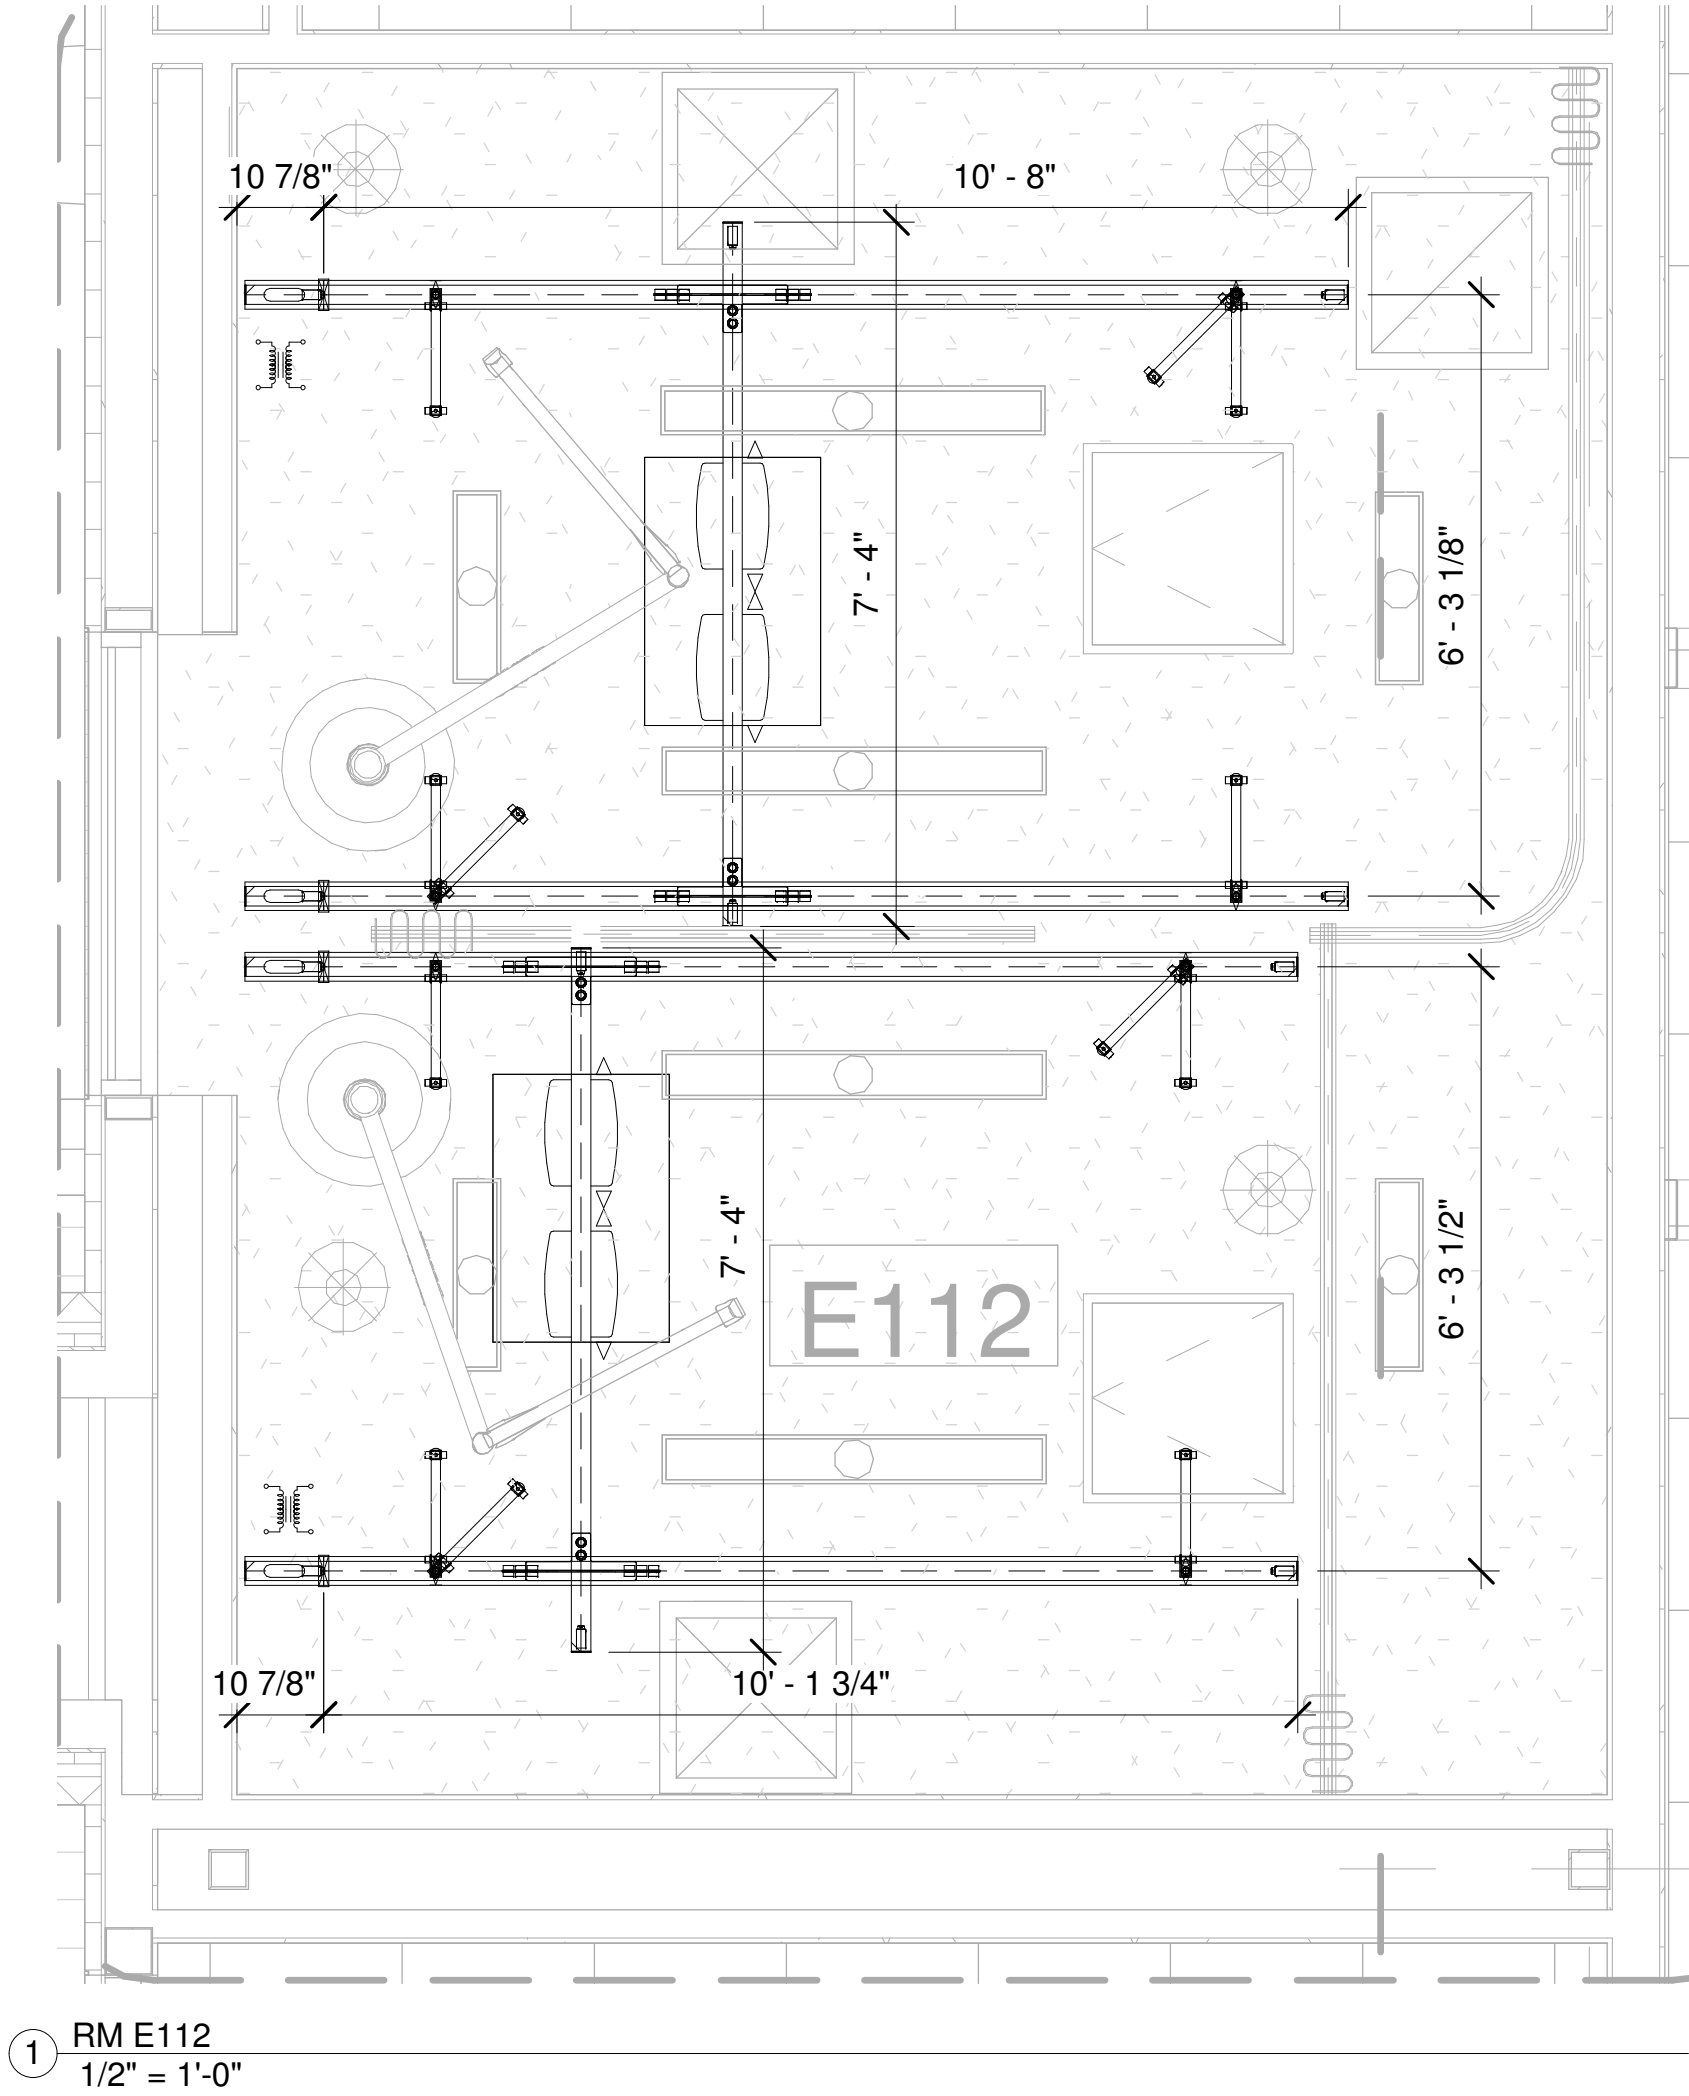 10 7/8"
10' - 8"
7' - 4"
6' - 3 1/8"
7' - 4"
E112
6' - 3 1/2"
10 7/8"
10' - 1 3/4"
1
RM E112
1/2" = 1'-0"